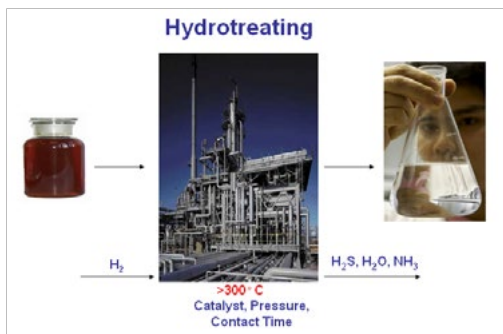 Hydrotreating
H₂
H₂S, H₂O, NH₃
>300° C
Catalyst, Pressure,
Contact Time